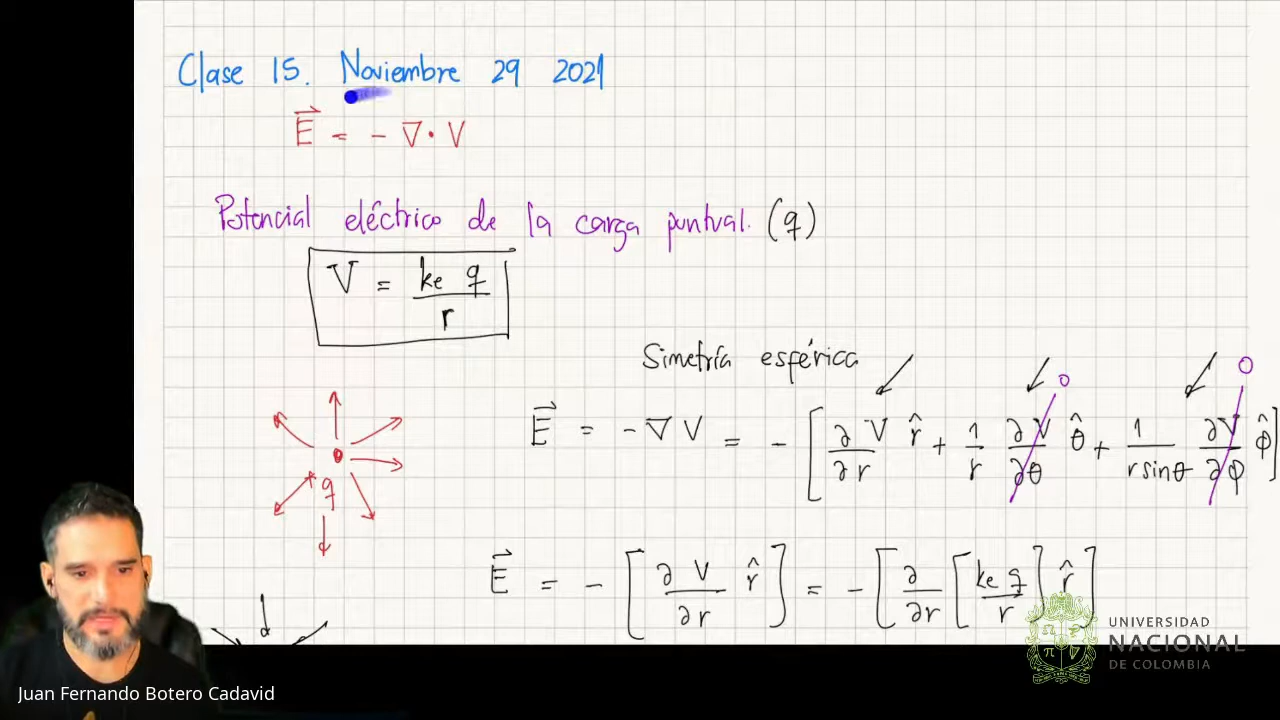 Clase 15. Noviembre 29 2021
E⃗ = - ∇ · V
Potencial eléctrico de la carga puntual. (q)
V = ke q / r
Simetría esférica
0 0
E⃗ = - ∇ V = - [ ∂V/∂r r̂ + 1/r ∂V/∂θ θ̂ + 1/(r sinθ) ∂V/∂ϕ ϕ̂ ]
q
E⃗ = - [ ∂V/∂r r̂ ] = - [ ∂/∂r [ ke q / r ] r̂ ]
UNIVERSIDAD
NACIONAL
DE COLOMBIA
Juan Fernando Botero Cadavid